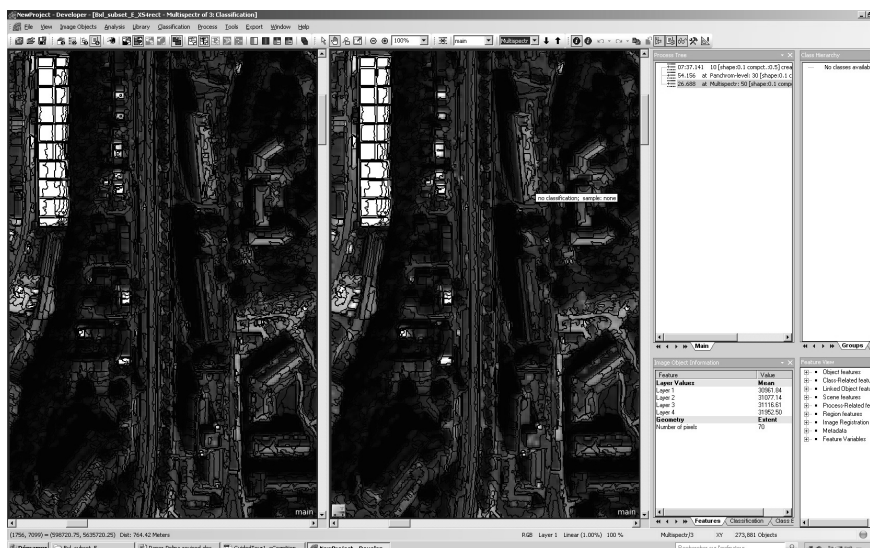 NewProject - Developer - [Bxl_subset_E_XS4rect - Multispectr of 3: Classification]
File View Image Objects Analysis Library Classification Process Tools Export Window Help
100% main Multispectr
Process Tree
07:37.141 10 [shape:0.1 compct.:0.5] crea
54.156 at Panchrom-level: 30 [shape:0.1 c
26.686 at Multispectr: 50 [shape:0.1 comp
Main
Class Hierarchy
No classes availab
Groups
no classification; sample: none
Image Object Information
Feature Value
Layer Values Mean
Layer 1 30961.84
Layer 2 31077.14
Layer 3 31116.61
Layer 4 31952.50
Geometry Extent
Number of pixels 70
Features Classification Class E
Feature View
Object features
Class-Related featu
Linked Object featu
Scene features
Process-Related fe
Region features
Image Registration
Metadata
Feature Variables
main
main
(1756, 7099) = (598720.75, 5635720.25) Dist: 764.42 Meters
RGB Layer 1 Linear (1.00%) 100 % Multispectr/3 XY 273,881 Objects